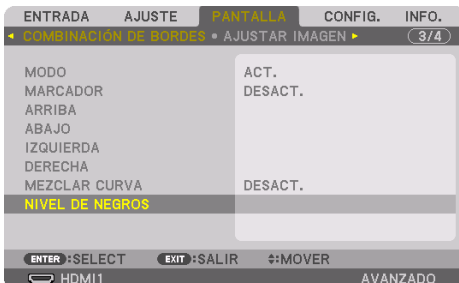 ENTRADA AJUSTE PANTALLA CONFIG. INFO.
COMBINACIÓN DE BORDES • AJUSTAR IMAGEN 3/4
MODO ACT.
MARCADOR DESACT.
ARRIBA
ABAJO
IZQUIERDA
DERECHA
MEZCLAR CURVA DESACT.
NIVEL DE NEGROS
ENTER :SELECT EXIT :SALIR :MOVER
HDMI1 AVANZADO